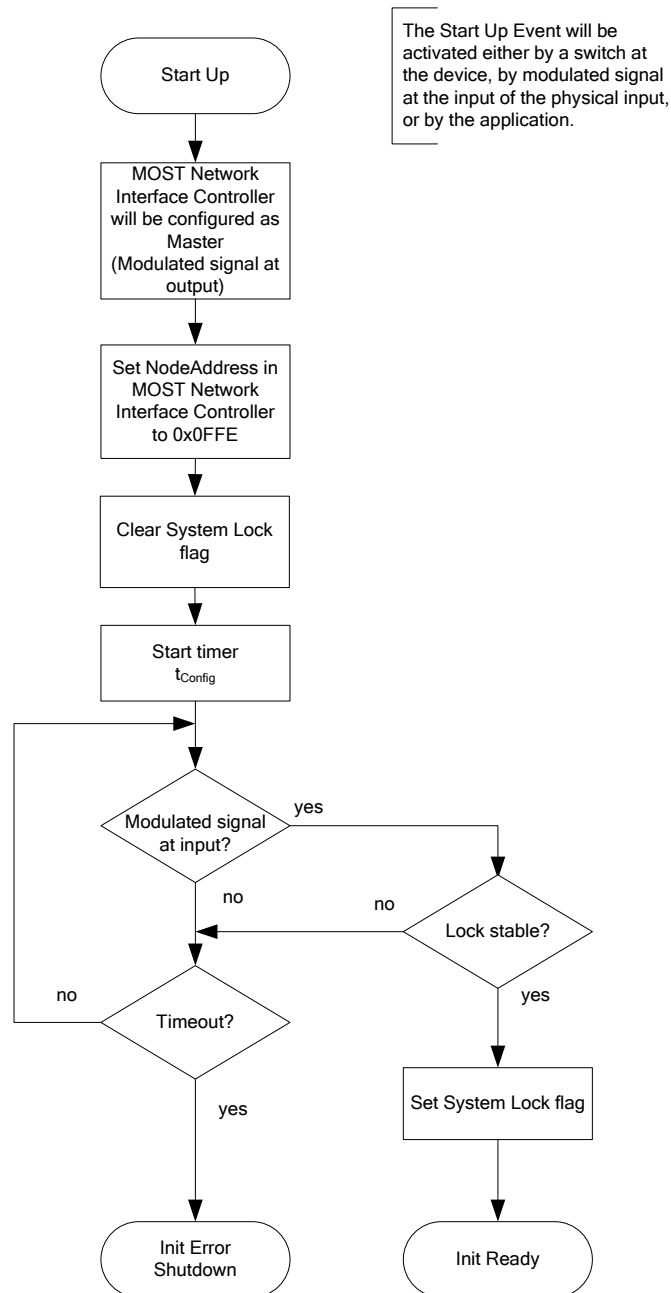 Start Up
The Start Up Event will be
activated either by a switch at
the device, by modulated signal
at the input of the physical input,
or by the application.
MOST Network
Interface Controller
will be configured as
Master
(Modulated signal at
output)
Set NodeAddress in
MOST Network
Interface Controller
to 0x0FFE
Clear System Lock
flag
Start timer
tConfig
Modulated signal
at input?
yes
no
Lock stable?
no
yes
Timeout?
no
yes
Set System Lock flag
Init Error
Shutdown
Init Ready